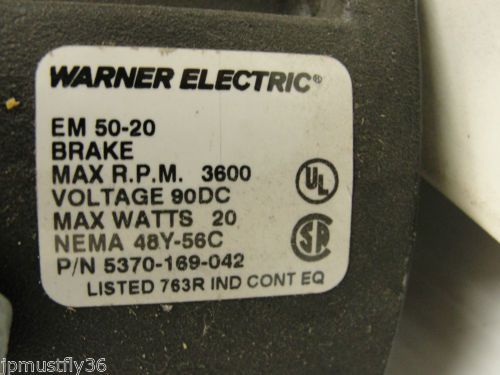 WARNER ELECTRIC®
EM 50-20
BRAKE
MAX R.P.M. 3600
VOLTAGE 90DC
MAX WATTS 20
NEMA 48Y-56C
P/N 5370-169-042
LISTED 763R IND CONT EQ
UL
SA
jpmustfly36